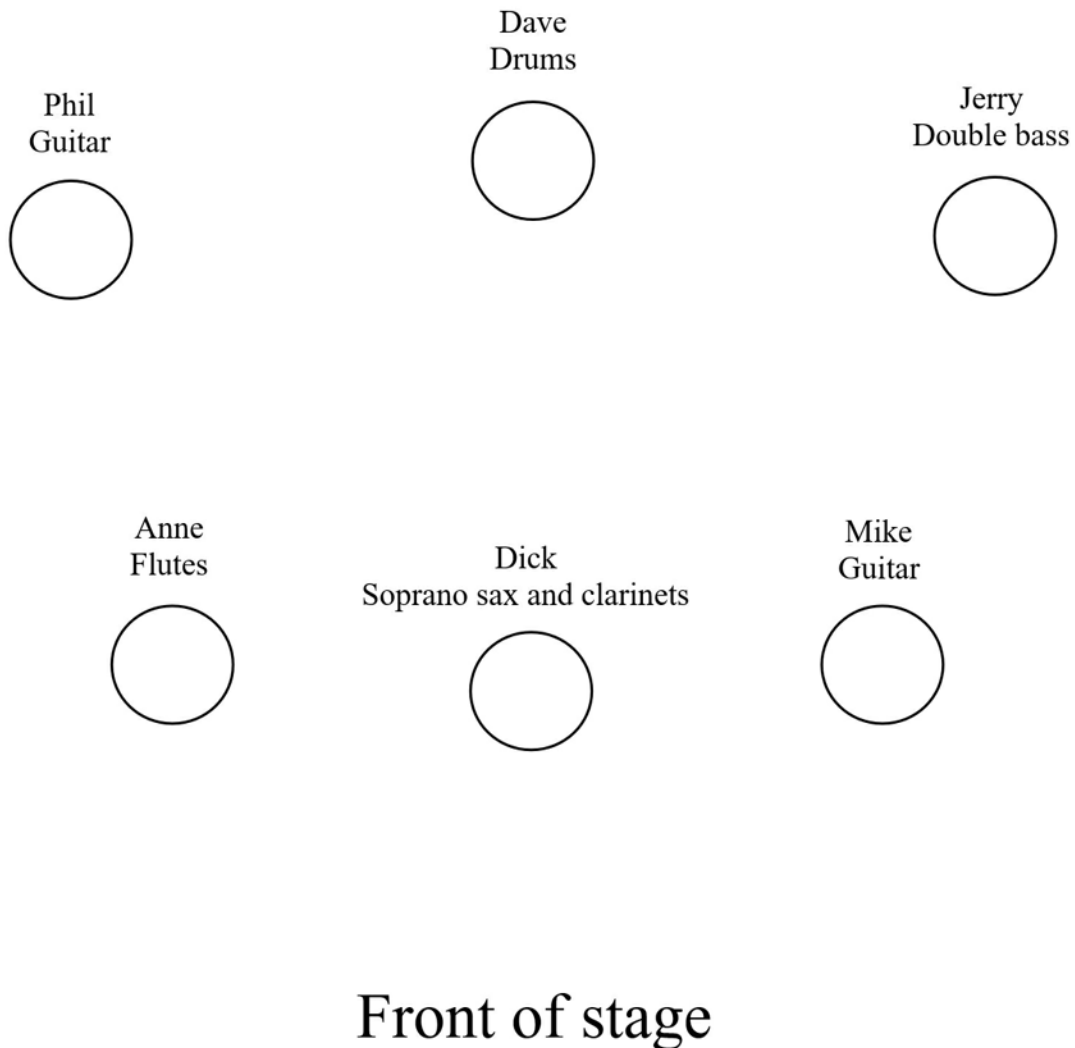 Dave
Drums
Phil
Guitar
Jerry
Double bass
Anne
Flutes
Dick
Soprano sax and clarinets
Mike
Guitar
Front of stage